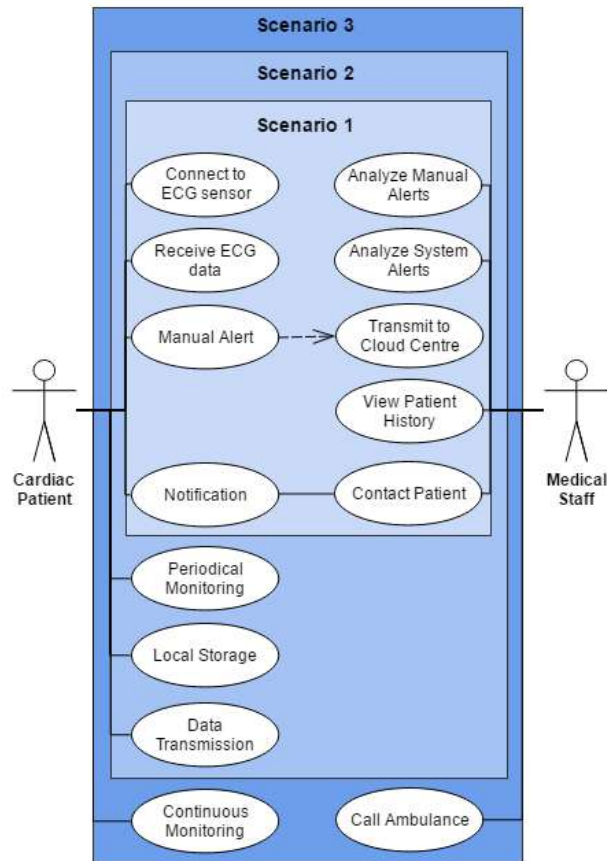 Scenario 3
Scenario 2
Scenario 1
Connect to
ECG sensor
Analyze Manual
Alerts
Receive ECG
data
Analyze System
Alerts
Manual Alert
Transmit to
Cloud Centre
View Patient
History
Cardiac
Patient
Medical
Staff
Notification
Contact Patient
Periodical
Monitoring
Local Storage
Data
Transmission
Continuous
Monitoring
Call Ambulance